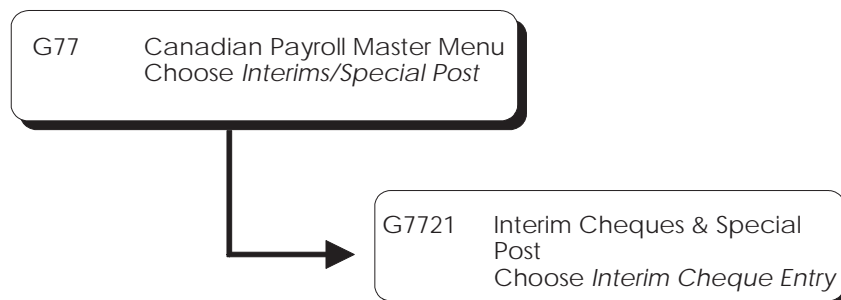 G77 Canadian Payroll Master Menu
Choose Interims/Special Post
G7721 Interim Cheques & Special
Post
Choose Interim Cheque Entry